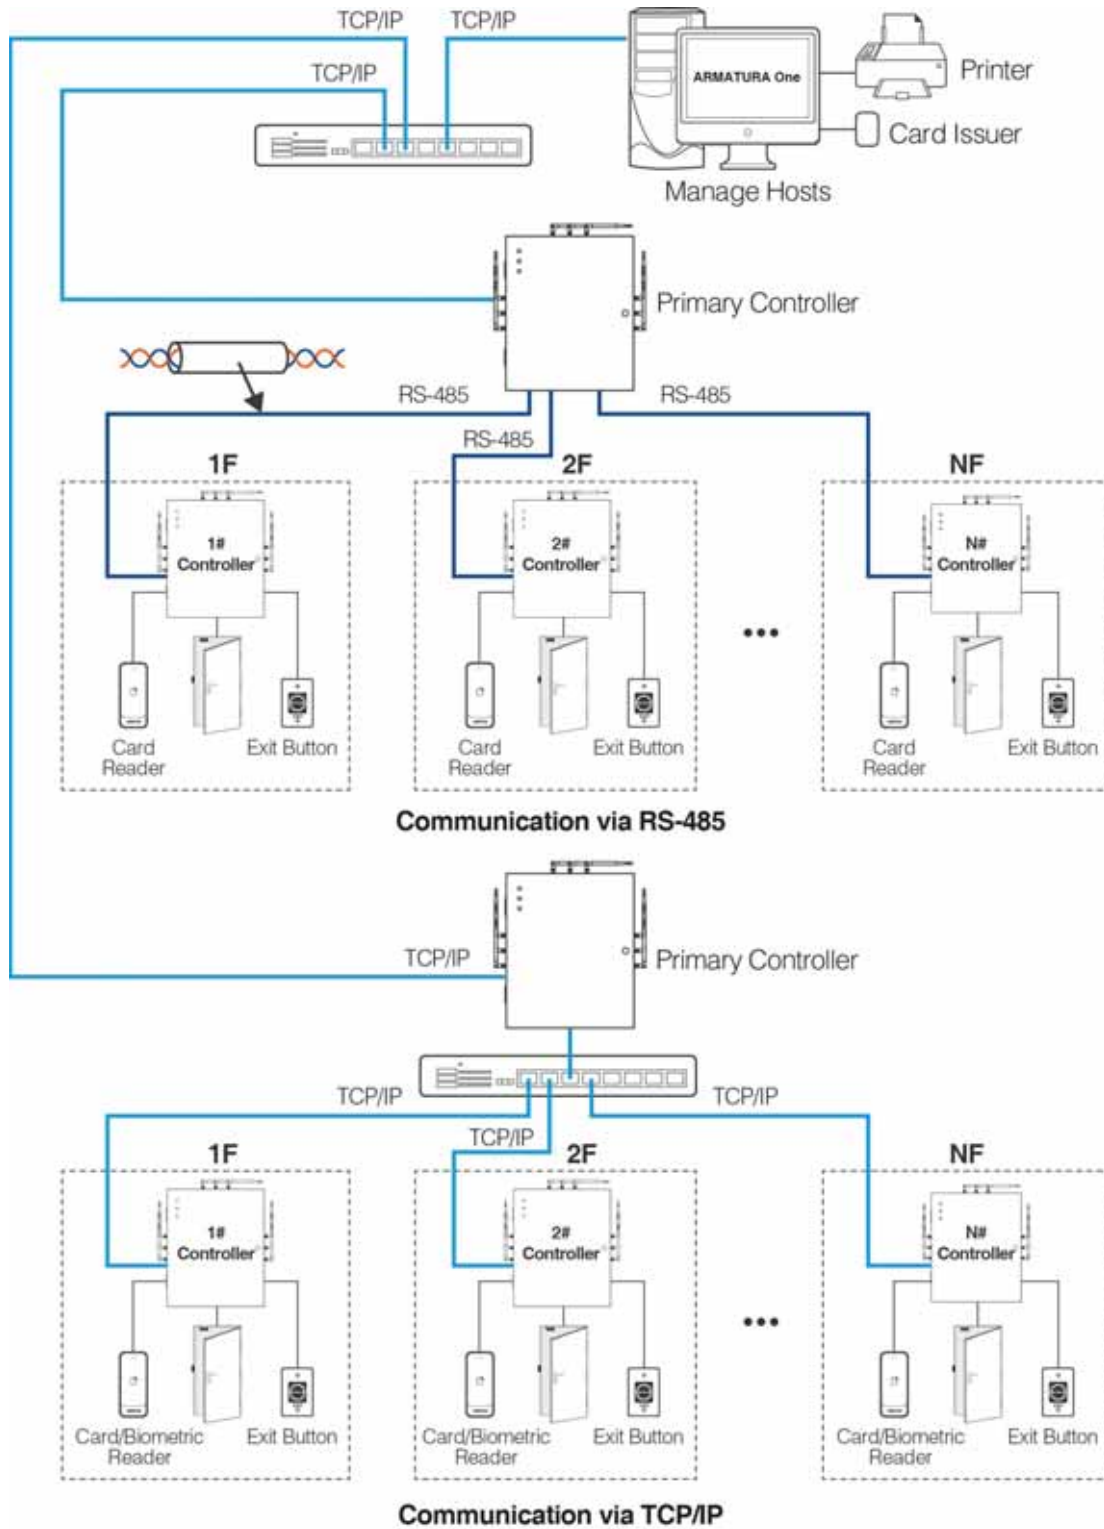 TCP/IP
TCP/IP
TCP/IP
ARMATURA One
Printer
Card Issuer
Manage Hosts
Primary Controller
RS-485
RS-485
RS-485
1F
2F
NF
1#
Controller
2#
Controller
N#
Controller
Card
Reader
Exit Button
Card
Reader
Exit Button
Card
Reader
Exit Button
Communication via RS-485
TCP/IP
Primary Controller
TCP/IP
TCP/IP
TCP/IP
1F
2F
NF
1#
Controller
2#
Controller
N#
Controller
Card/Biometric
Reader
Exit Button
Card/Biometric
Reader
Exit Button
Card/Biometric
Reader
Exit Button
Communication via TCP/IP